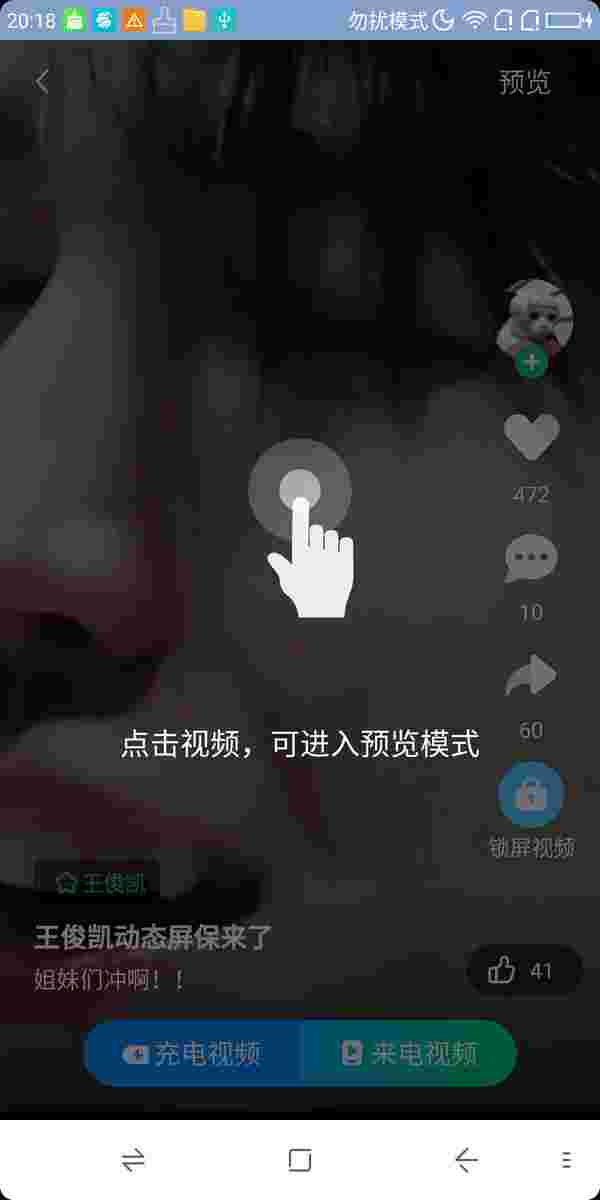 20:18
勿扰模式
预览
472
10
60
点击视频，可进入预览模式
锁屏视频
王俊凯
王俊凯动态屏保来了
姐妹们冲啊！！
41
充电视频
来电视频